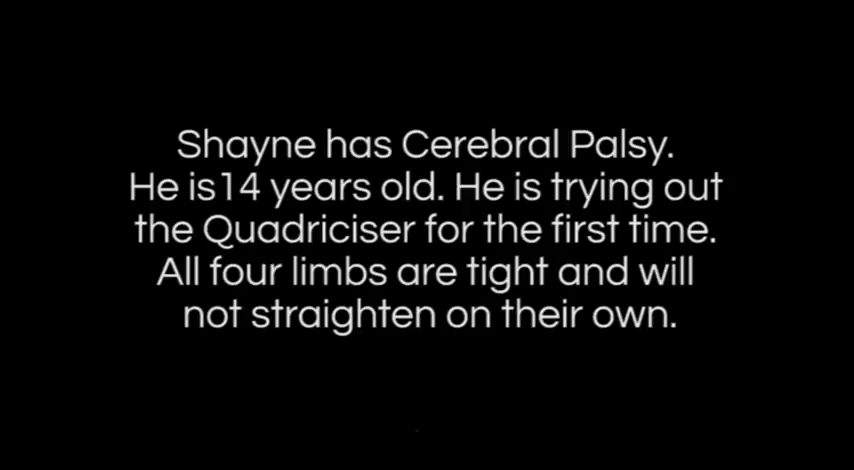 Shayne has Cerebral Palsy.
He is14 years old. He is trying out
the Quadriciser for the first time.
All four limbs are tight and will
not straighten on their own.